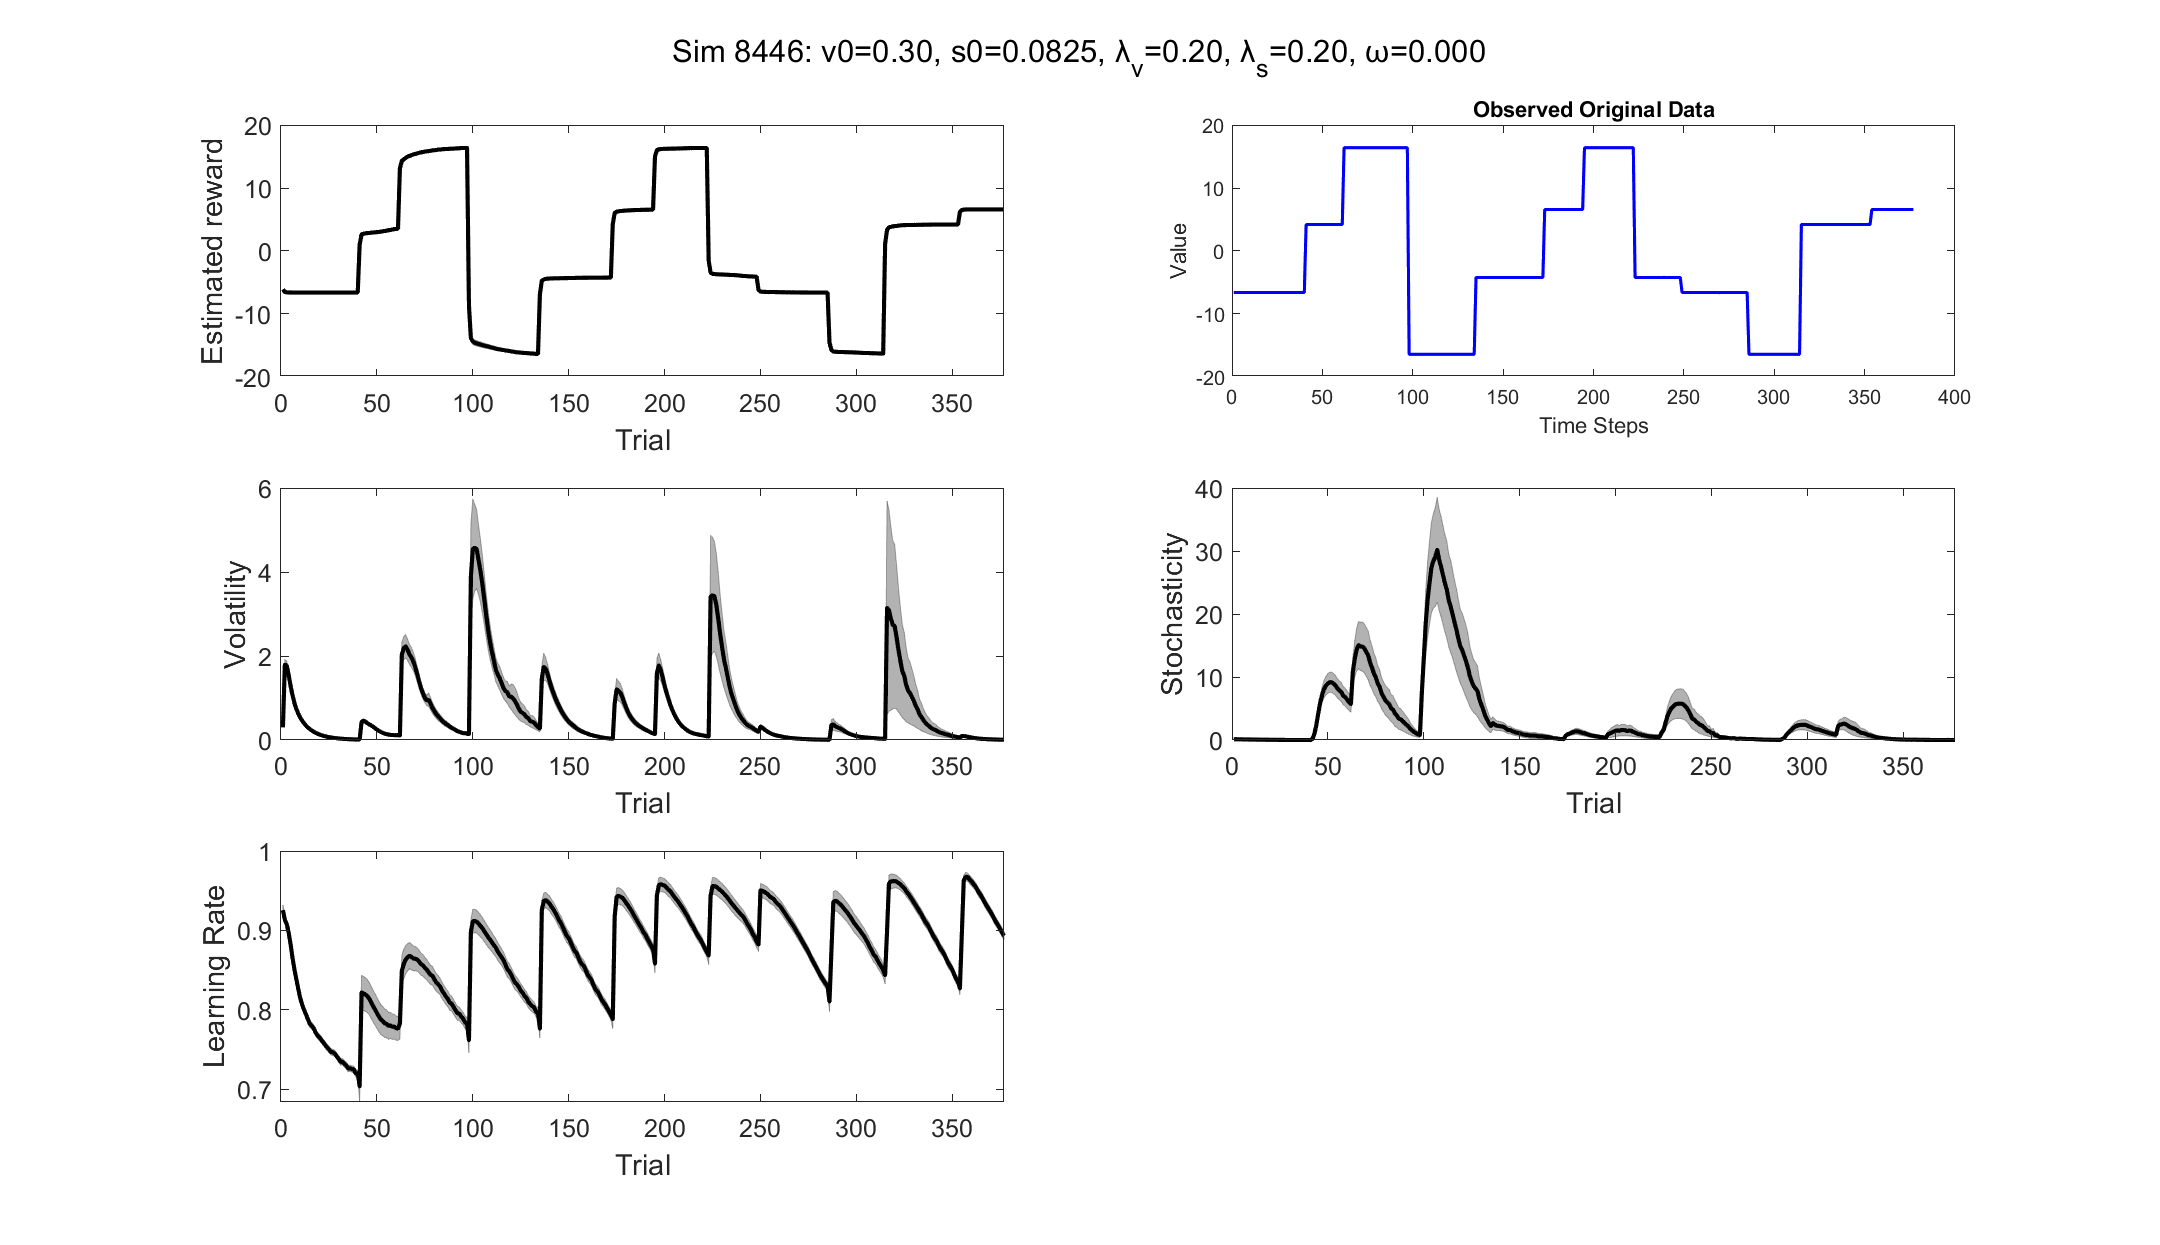 Sim 8446: v0=0.30, s0=0.0825, λ_v=0.20, λ_s=0.20, ω=0.000
Estimated reward
20
10
0
-10
-20
0 50 100 150 200 250 300 350
Trial
Observed Original Data
Value
20
10
0
-10
-20
0 50 100 150 200 250 300 350 400
Time Steps
Volatility
6
4
2
0
0 50 100 150 200 250 300 350
Trial
Stochasticity
40
30
20
10
0
0 50 100 150 200 250 300 350
Trial
Learning Rate
1
0.9
0.8
0.7
0 50 100 150 200 250 300 350
Trial